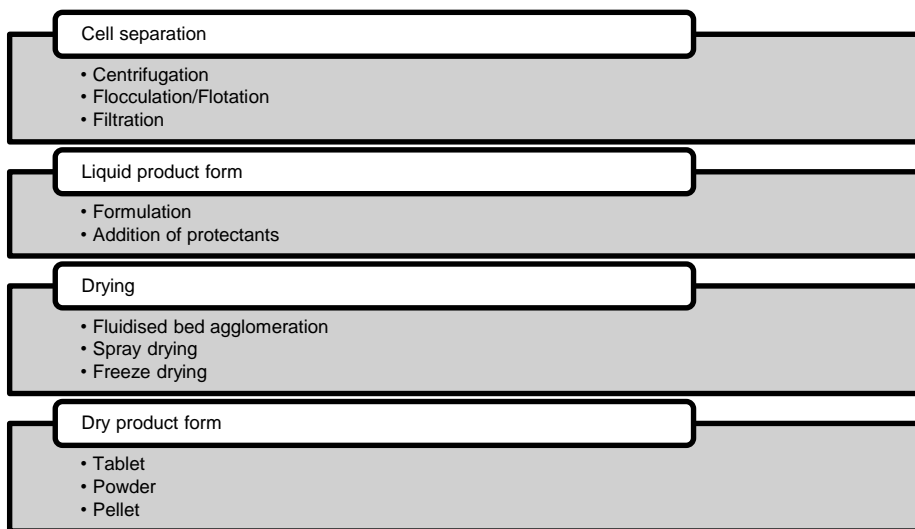 Cell separation
• Centrifugation
• Flocculation/Flotation
• Filtration
Liquid product form
• Formulation
• Addition of protectants
Drying
• Fluidised bed agglomeration
• Spray drying
• Freeze drying
Dry product form
• Tablet
• Powder
• Pellet